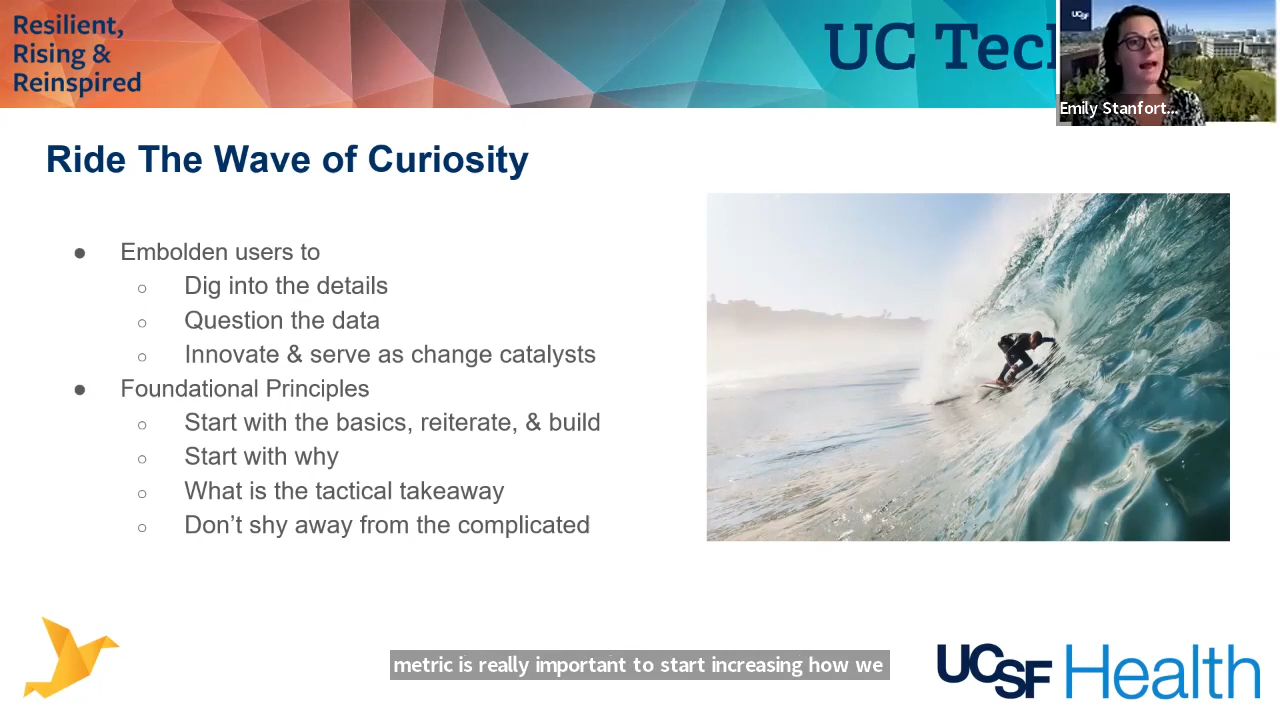 Resilient,
Rising &
Reinspired
UC Tech
UCSF
Emily Stanfort...
Ride The Wave of Curiosity
● Embolden users to
○ Dig into the details
○ Question the data
○ Innovate & serve as change catalysts
● Foundational Principles
○ Start with the basics, reiterate, & build
○ Start with why
○ What is the tactical takeaway
○ Don’t shy away from the complicated
metric is really important to start increasing how we
UCSF Health